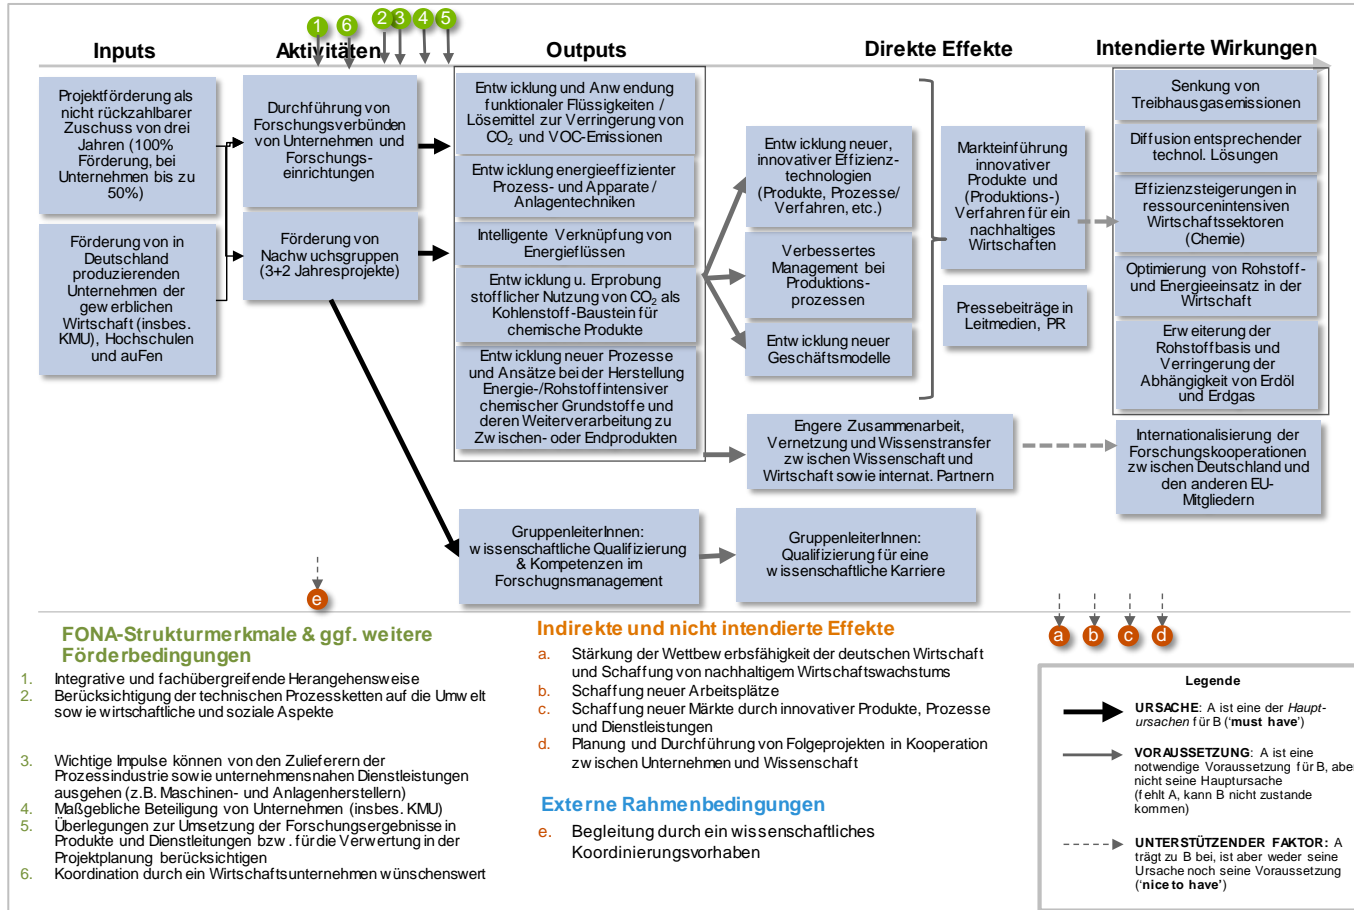 1
6
2
3
4
5
Inputs
Aktivitäten
Outputs
Direkte Effekte
Intendierte Wirkungen
Projektförderung als
nicht rückzahlbarer
Zuschuss von drei
Jahren (100%
Förderung, bei
Unternehmen bis zu
50%)
Förderung von in
Deutschland
produzierenden
Unternehmen der
gewerblichen
Wirtschaft (insbes.
KMU), Hochschulen
und auFen
Durchführung von
Forschungsverbünden
von Unternehmen und
Forschungs-
einrichtungen
Förderung von
Nachwuchsgruppen
(3+2 Jahresprojekte)
Entwicklung und Anwendung
funktionaler Flüssigkeiten /
Lösemittel zur Verringerung von
CO2 und VOC-Emissionen
Entwicklung energieeffizienter
Prozess- und Apparate /
Anlagentechniken
Intelligente Verknüpfung von
Energieflüssen
Entwicklung u. Erprobung
stofflicher Nutzung von CO2 als
Kohlenstoff-Baustein für
chemische Produkte
Entwicklung neuer Prozesse
und Ansätze bei der Herstellung
Energie-/Rohstoffintensiver
chemischer Grundstoffe und
deren Weiterverarbeitung zu
Zwischen- oder Endprodukten
GruppenleiterInnen:
wissenschaftliche Qualifizierung
& Kompetenzen im
Forschugnsmanagement
Entwicklung neuer,
innovativer Effizienz-
technologien
(Produkte, Prozesse/
Verfahren, etc.)
Verbessertes
Management bei
Produktions-
prozessen
Entwicklung neuer
Geschäftsmodelle
Markteinführung
innovativer
Produkte und
(Produktions-)
Verfahren für ein
nachhaltiges
Wirtschaften
Pressebeiträge in
Leitmedien, PR
Engere Zusammenarbeit,
Vernetzung und Wissenstransfer
zwischen Wissenschaft und
Wirtschaft sowie internat. Partnern
GruppenleiterInnen:
Qualifizierung für eine
wissenschaftliche Karriere
Senkung von
Treibhausgasemissionen
Diffusion entsprechender
technol. Lösungen
Effizienzsteigerungen in
ressourcenintensiven
Wirtschaftssektoren
(Chemie)
Optimierung von Rohstoff-
und Energieeinsatz in der
Wirtschaft
Erweiterung der
Rohstoffbasis und
Verringerung der
Abhängigkeit von Erdöl
und Erdgas
Internationalisierung der
Forschungskooperationen
zwischen Deutschland und
den anderen EU-
Mitgliedern
e
a
b
c
d
FONA-Strukturmerkmale & ggf. weitere
Förderbedingungen
1. Integrative und fachübergreifende Herangehensweise
2. Berücksichtigung der technischen Prozessketten auf die Umwelt
sowie wirtschaftliche und soziale Aspekte
3. Wichtige Impulse können von den Zulieferern der
Prozessindustrie sowie unternehmensnahen Dienstleistungen
ausgehen (z.B. Maschinen- und Anlagenherstellern)
4. Maßgebliche Beteiligung von Unternehmen (insbes. KMU)
5. Überlegungen zur Umsetzung der Forschungsergebnisse in
Produkte und Dienstleitungen bzw. für die Verwertung in der
Projektplanung berücksichtigen
6. Koordination durch ein Wirtschaftsunternehmen wünschenswert
Indirekte und nicht intendierte Effekte
a. Stärkung der Wettbewerbsfähigkeit der deutschen Wirtschaft
und Schaffung von nachhaltigem Wirtschaftswachstums
b. Schaffung neuer Arbeitsplätze
c. Schaffung neuer Märkte durch innovativer Produkte, Prozesse
und Dienstleistungen
d. Planung und Durchführung von Folgeprojekten in Kooperation
zwischen Unternehmen und Wissenschaft
Externe Rahmenbedingungen
e. Begleitung durch ein wissenschaftliches
Koordinierungsvorhaben
Legende
URSACHE: A ist eine der Haupt-
ursachen für B ('must have')
VORAUSSETZUNG: A ist eine
notwendige Voraussetzung für B, aber
nicht seine Hauptursache
(fehlt A, kann B nicht zustande
kommen)
UNTERSTÜTZENDER FAKTOR: A
trägt zu B bei, ist aber weder seine
Ursache noch seine Voraussetzung
('nice to have')